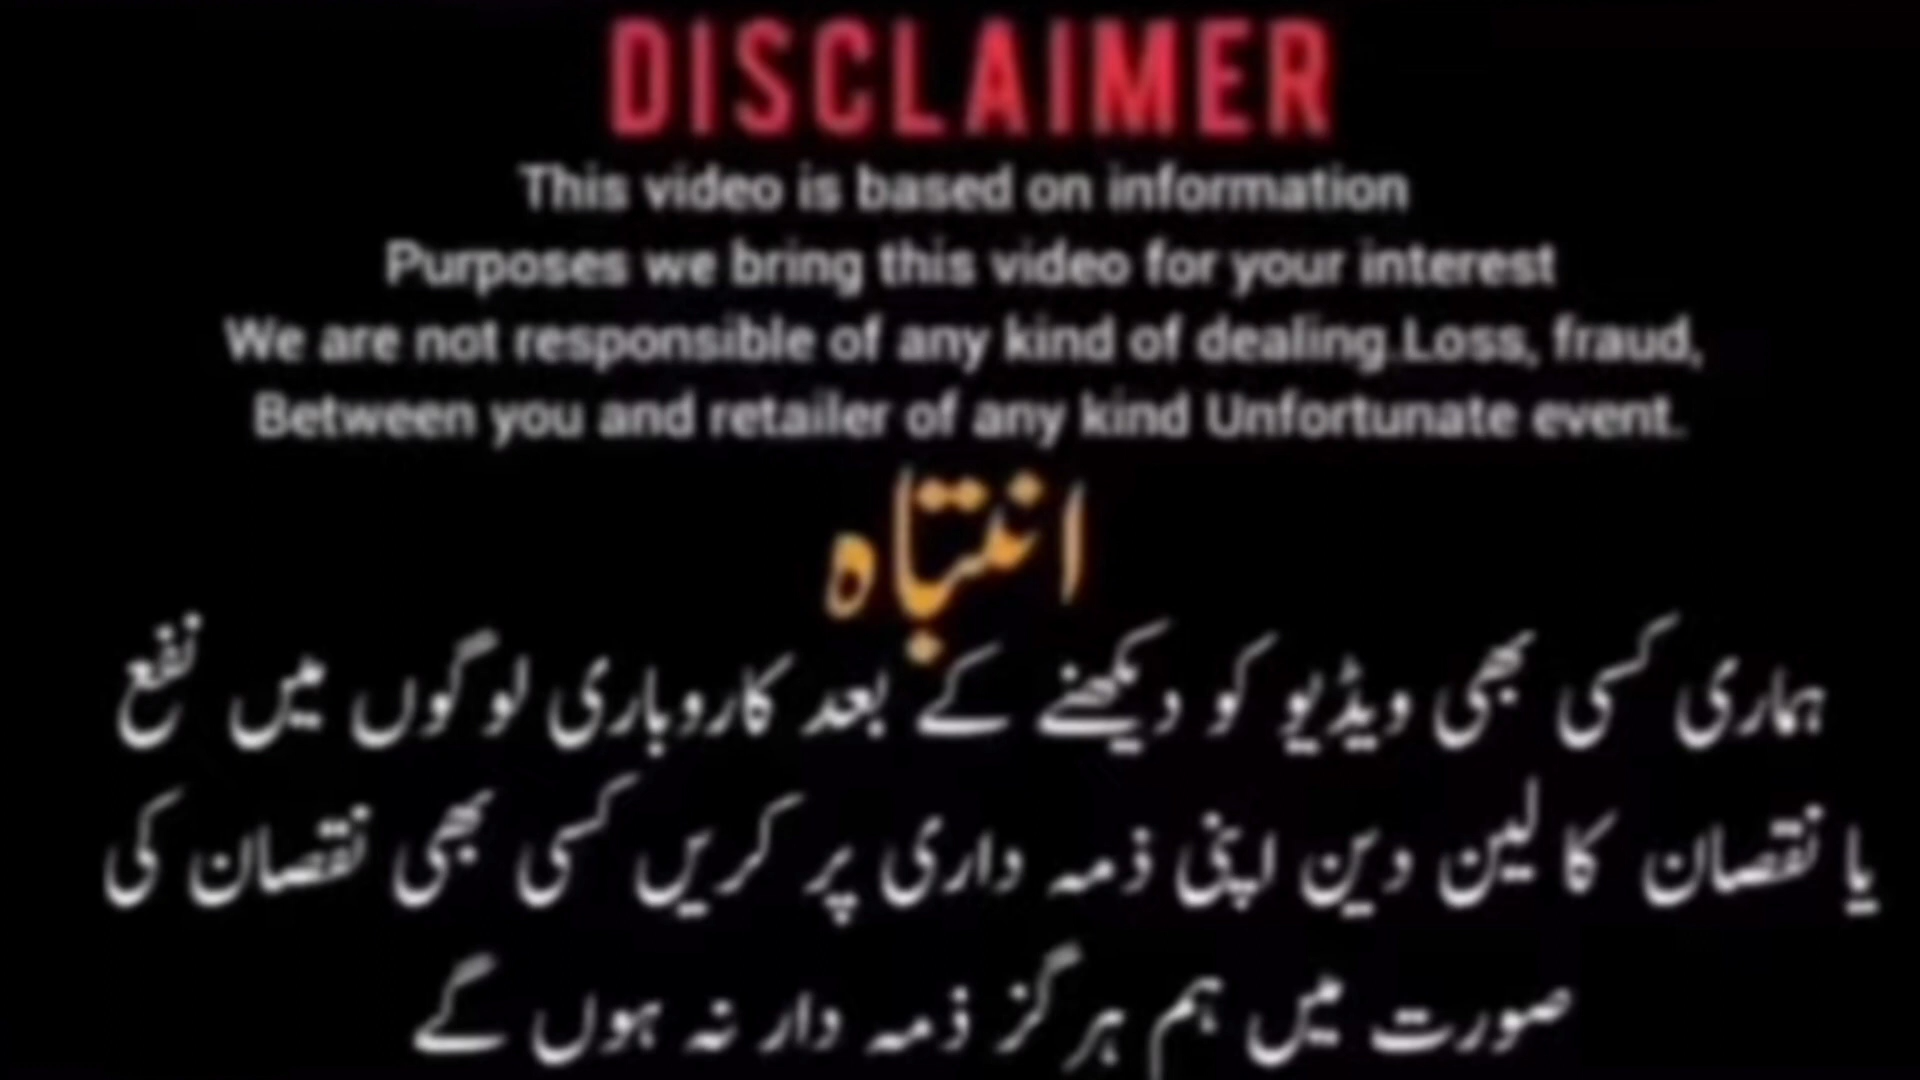 DISCLAIMER
This video is based on information
Purposes we bring this video for your interest
We are not responsible of any kind of dealing.Loss, fraud,
Between you and retailer of any kind Unfortunate event.
انتباہ
ہماری کسی بھی ویڈیو کو دیکھنے کے بعد کاروباری لوگوں میں نفع
یا نقصان کا لین دین اپنی ذمہ داری پر کریں کسی بھی نقصان کی
صورت میں ہم ہرگز ذمہ دار نہ ہوں گے